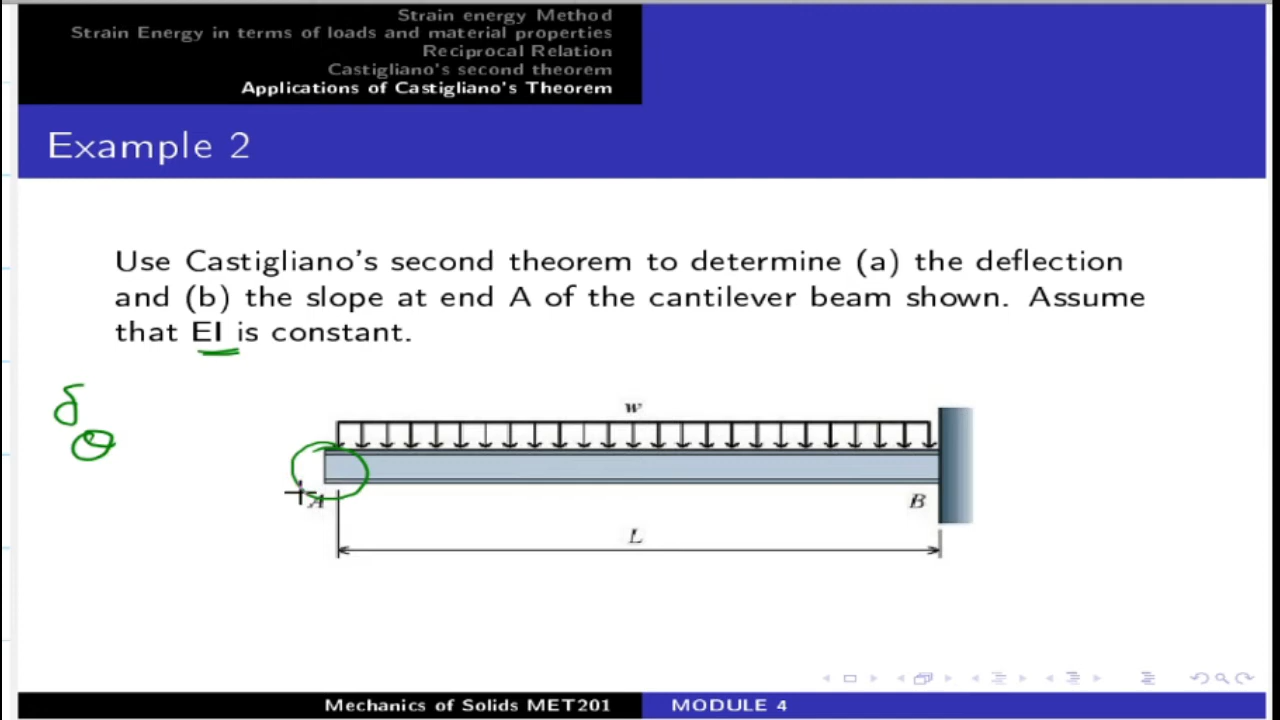 Strain energy Method
Strain Energy in terms of loads and material properties
Reciprocal Relation
Castigliano's second theorem
Applications of Castigliano's Theorem
Example 2
Use Castigliano's second theorem to determine (a) the deflection
and (b) the slope at end A of the cantilever beam shown. Assume
that EI is constant.
δ
θ
w
A
B
L
Mechanics of Solids MET201
MODULE 4